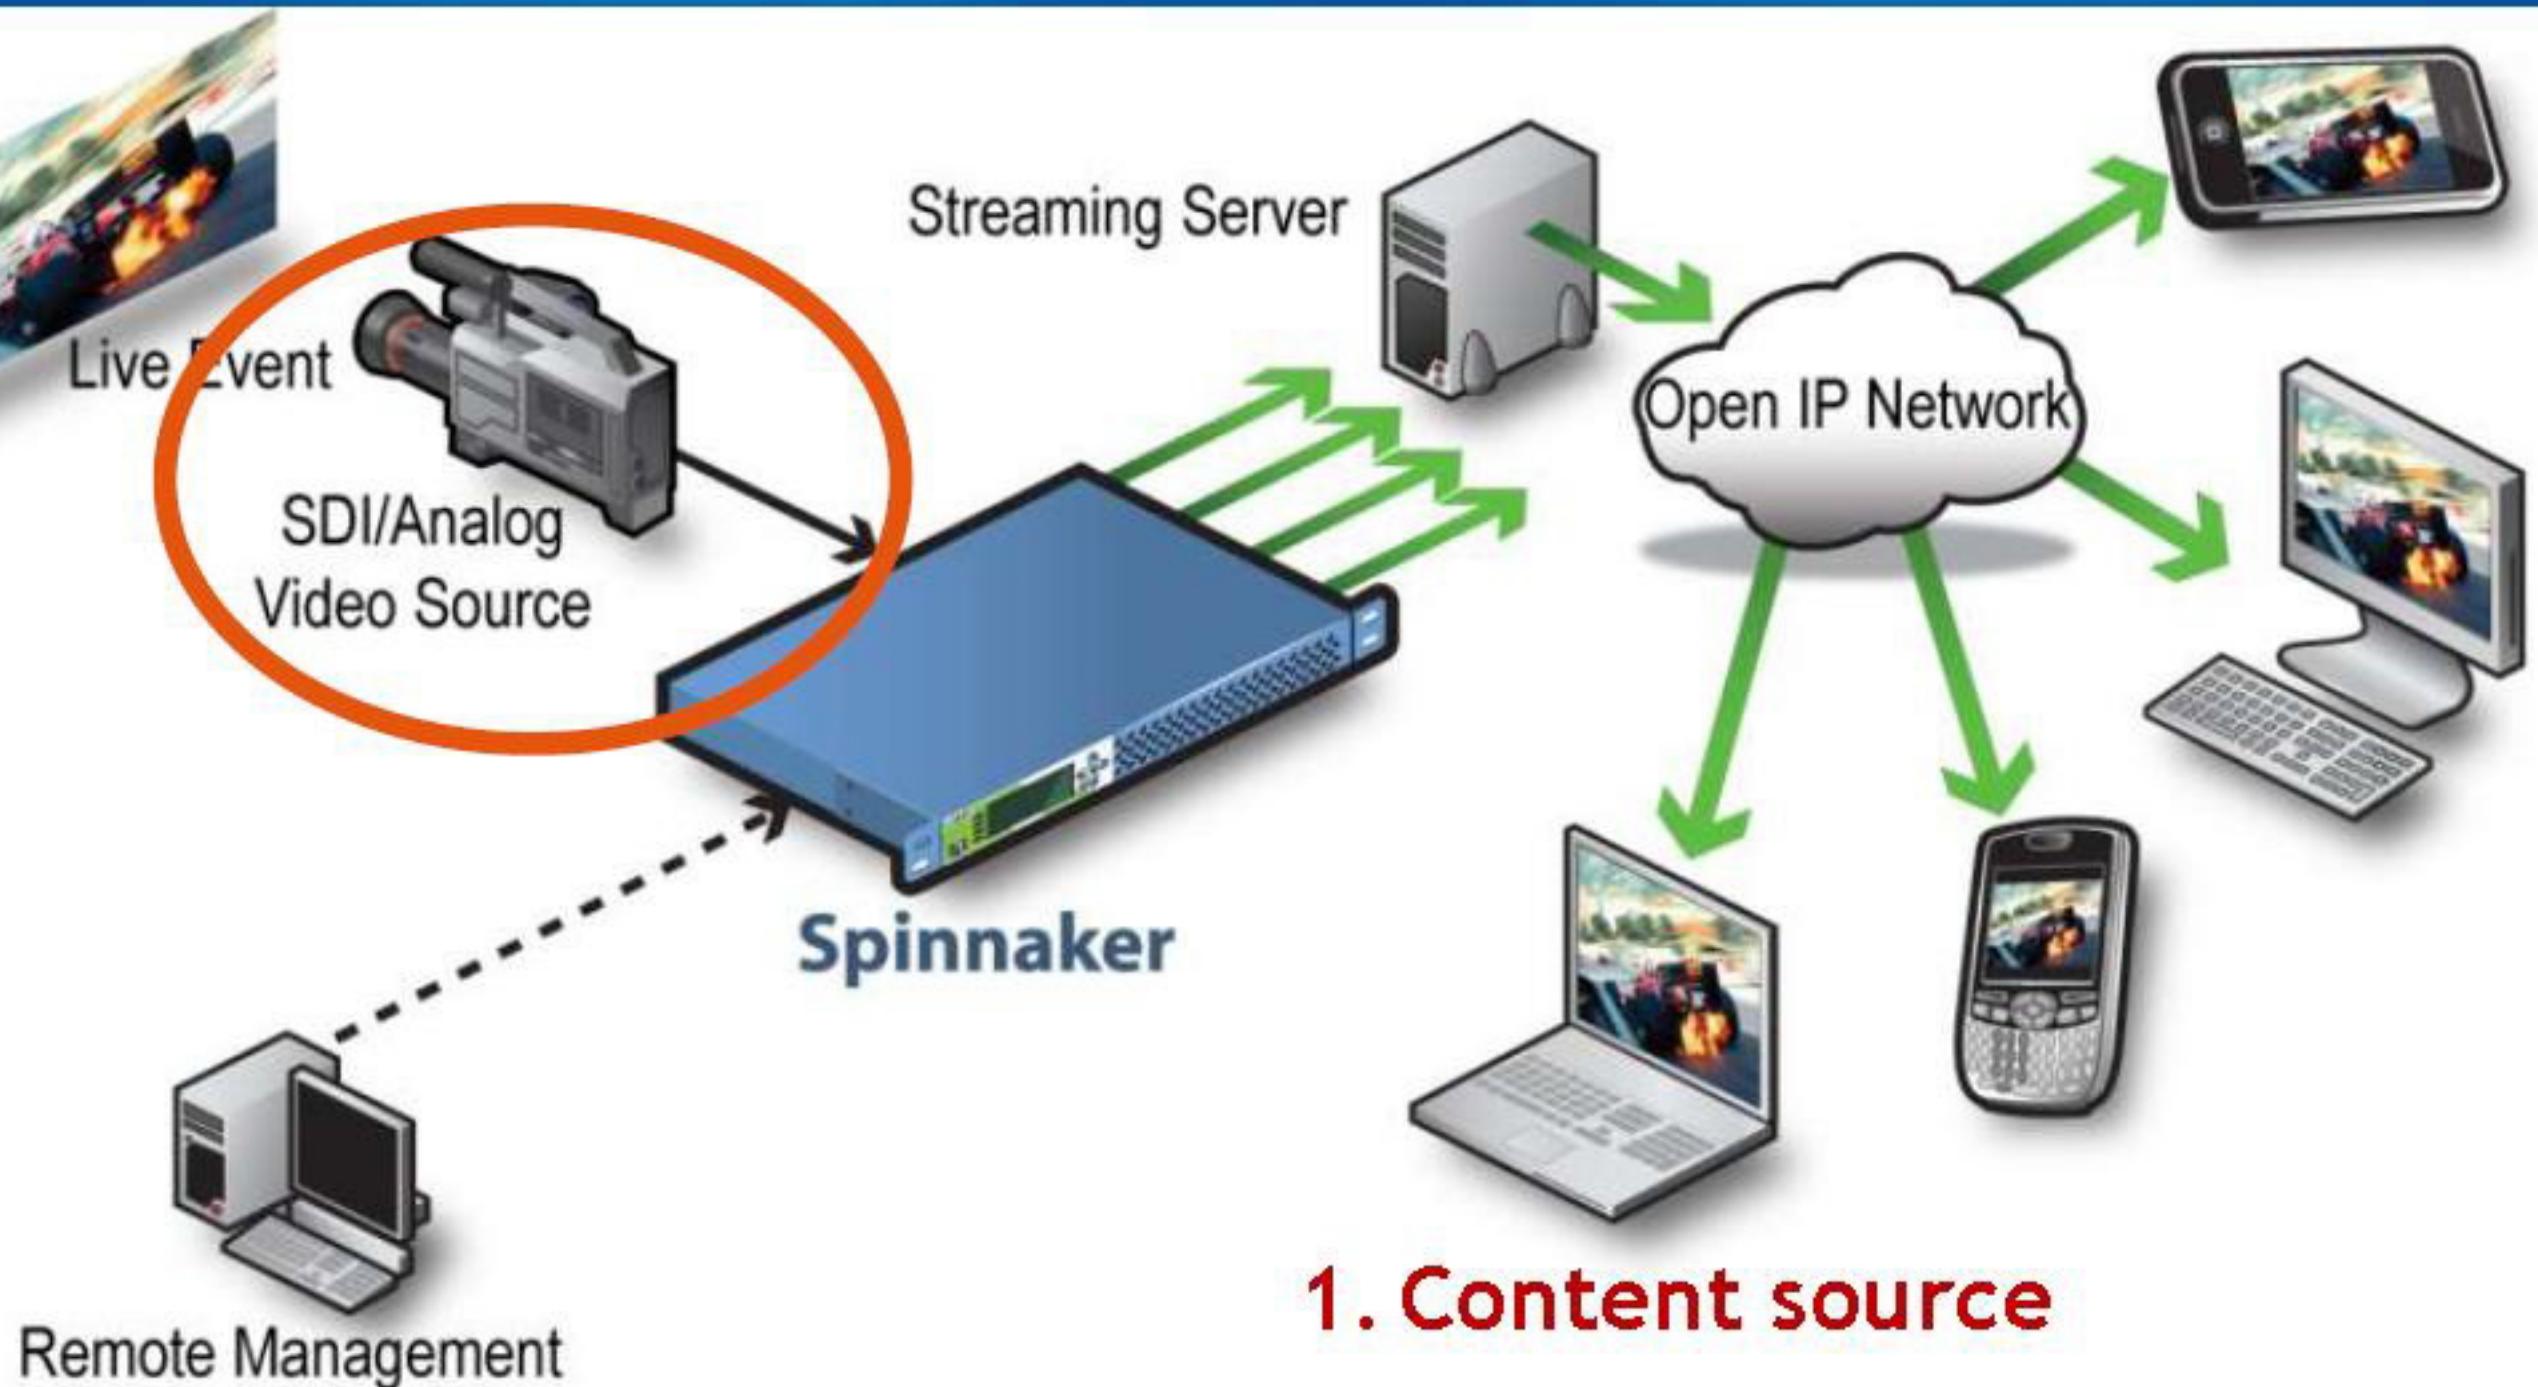 Live Event
SDI/Analog
Video Source
Streaming Server
Open IP Network
Spinnaker
Remote Management
1. Content source